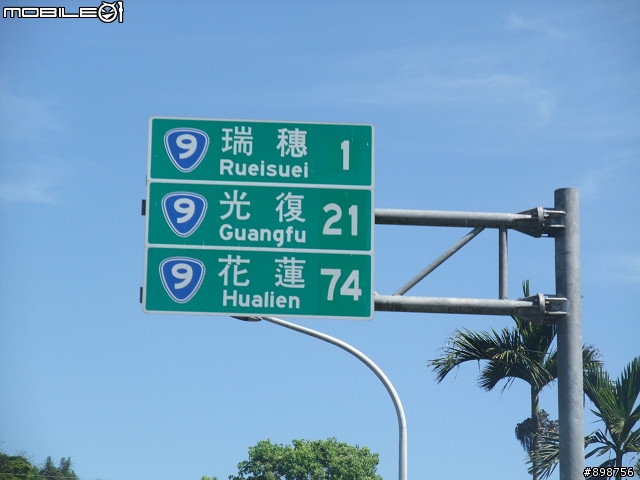 MOBILE01
9 瑞穗 1
Rueisuei
9 光復 21
Guangfu
9 花蓮 74
Hualien
#898756